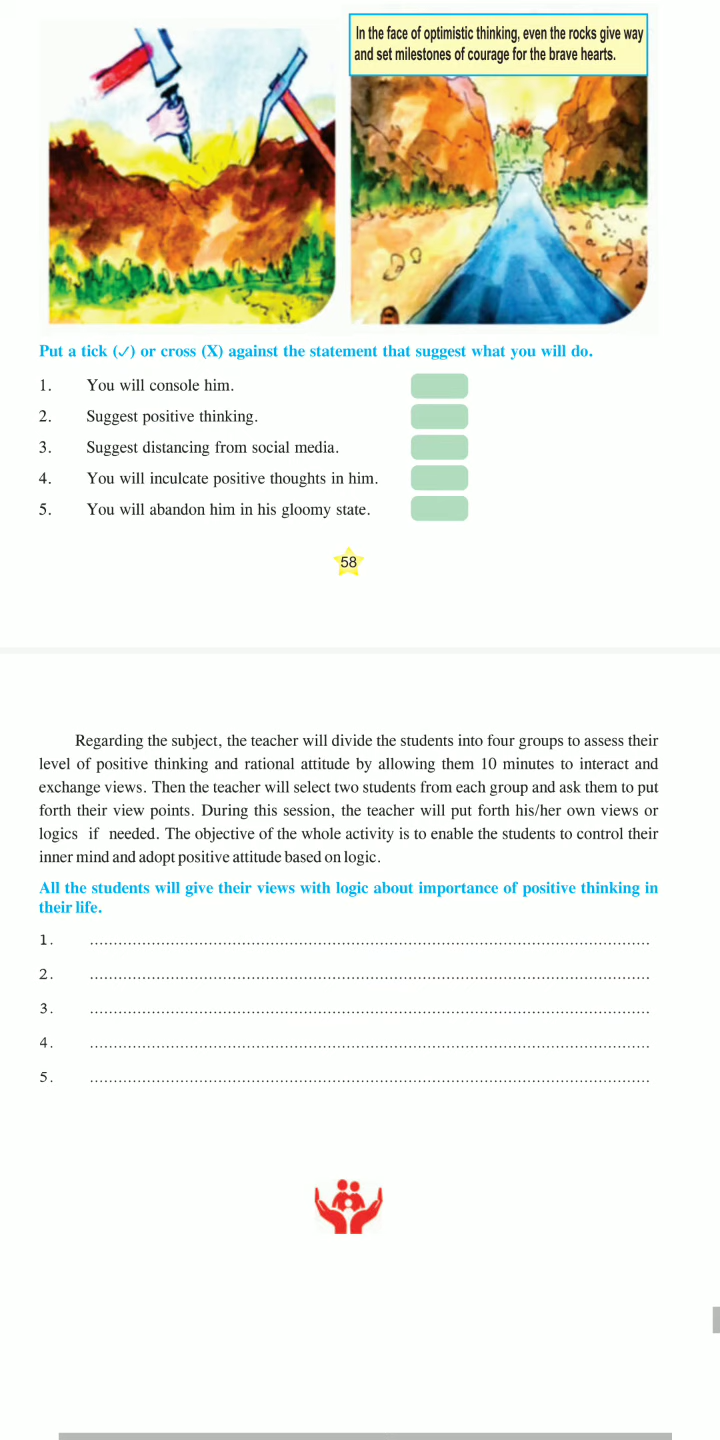 In the face of optimistic thinking, even the rocks give way
and set milestones of courage for the brave hearts.
Put a tick (✓) or cross (X) against the statement that suggest what you will do.
1. You will console him.
2. Suggest positive thinking.
3. Suggest distancing from social media.
4. You will inculcate positive thoughts in him.
5. You will abandon him in his gloomy state.
58
Regarding the subject, the teacher will divide the students into four groups to assess their
level of positive thinking and rational attitude by allowing them 10 minutes to interact and
exchange views. Then the teacher will select two students from each group and ask them to put
forth their view points. During this session, the teacher will put forth his/her own views or
logics if needed. The objective of the whole activity is to enable the students to control their
inner mind and adopt positive attitude based on logic.
All the students will give their views with logic about importance of positive thinking in
their life.
1. ........................................................................................................................
2. ........................................................................................................................
3. ........................................................................................................................
4. ........................................................................................................................
5. ........................................................................................................................